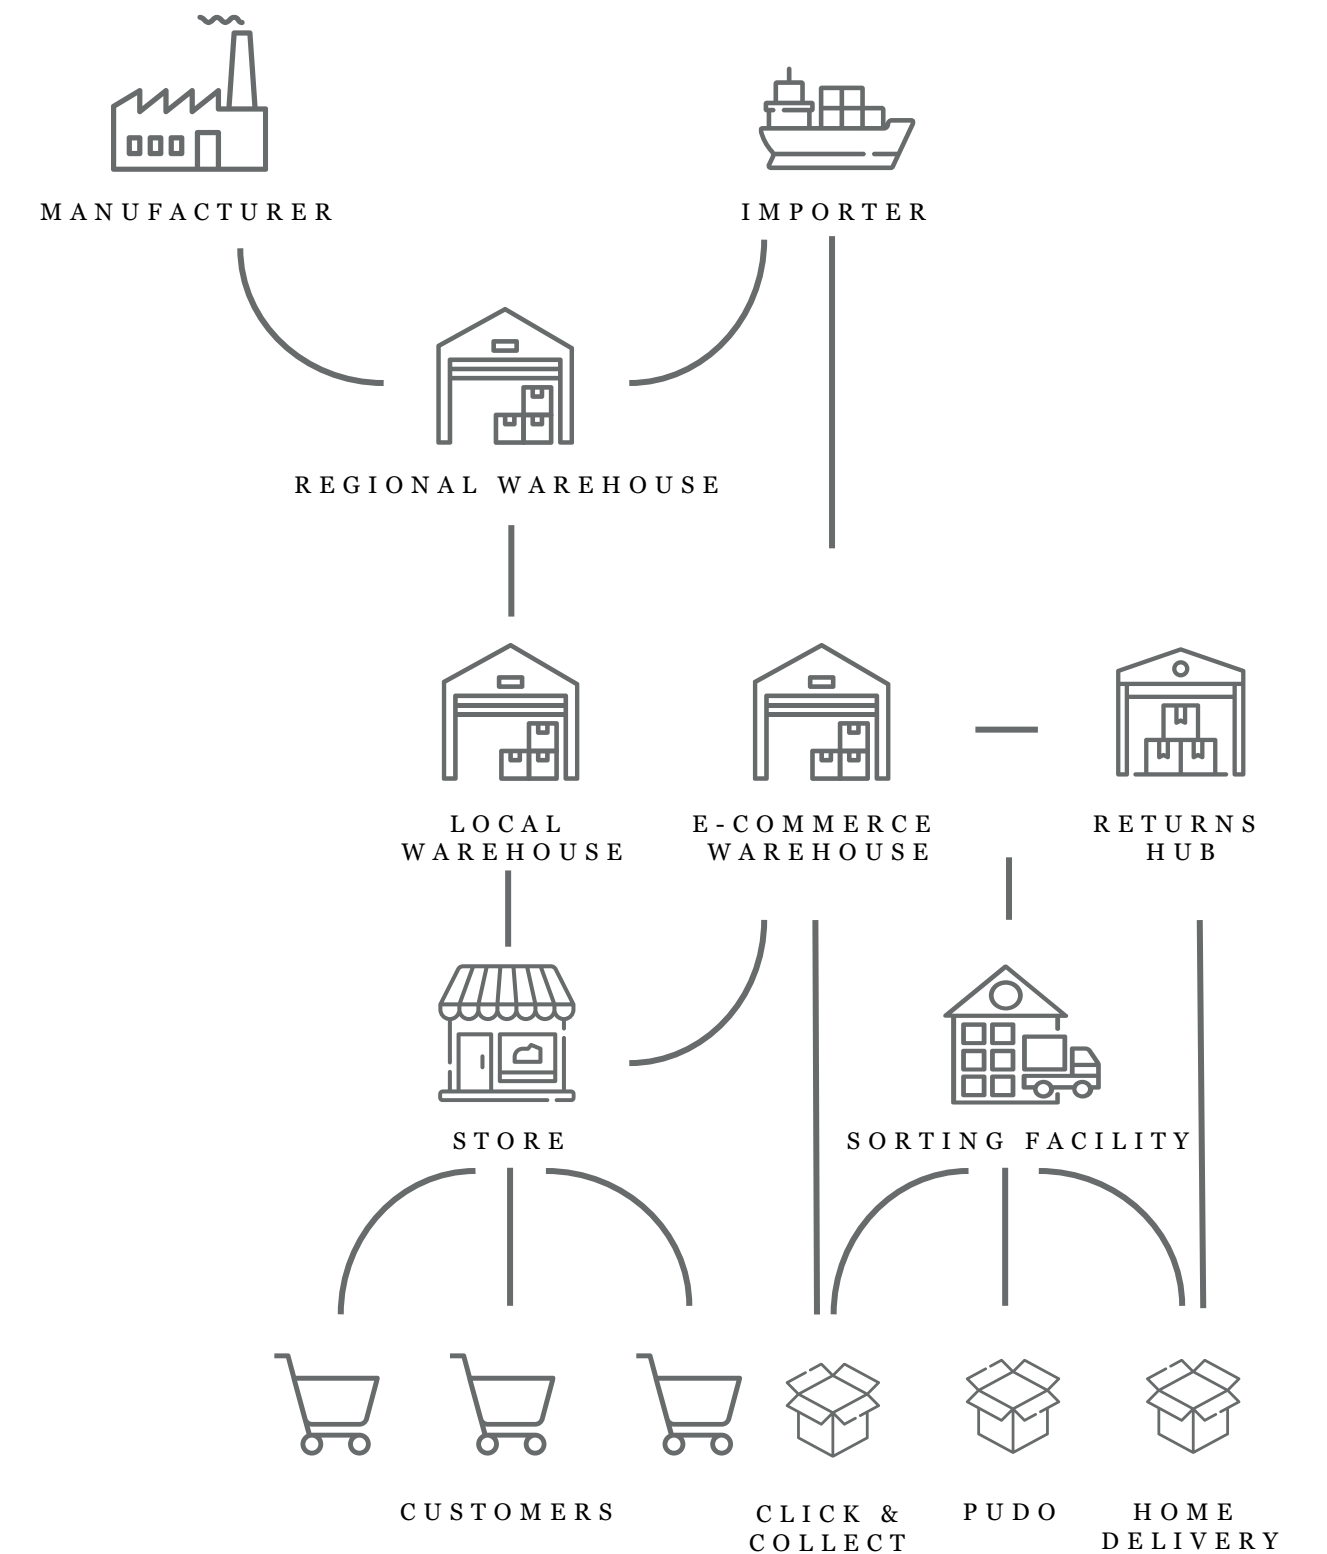 MANUFACTURER
IMPORTER
REGIONAL WAREHOUSE
LOCAL
WAREHOUSE
E-COMMERCE
WAREHOUSE
RETURNS
HUB
STORE
SORTING FACILITY
CUSTOMERS
CLICK &
COLLECT
PUDO
HOME
DELIVERY